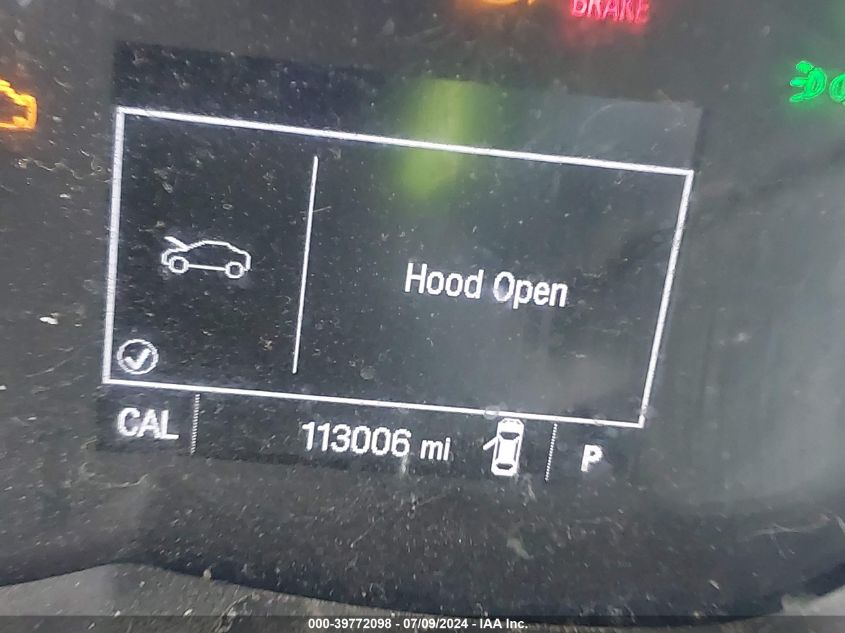 BRAKE
Hood Open
CAL 113006 mi P
000-39772098 - 07/09/2024 - IAA Inc.